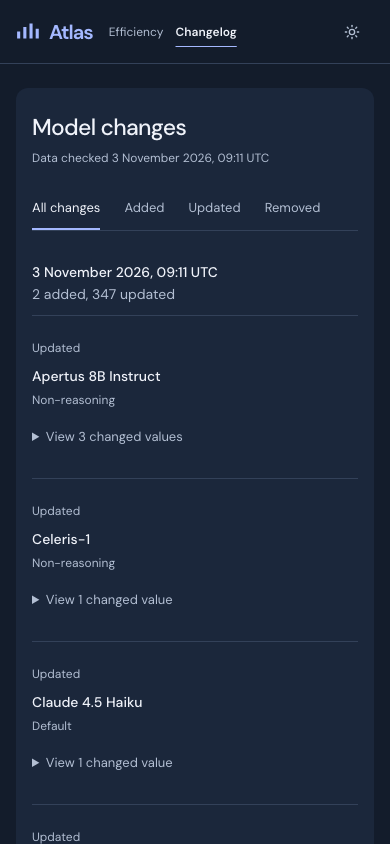 Atlas Efficiency Changelog
Model changes
Data checked 3 November 2026, 09:11 UTC
All changes Added Updated Removed
3 November 2026, 09:11 UTC
2 added, 347 updated
Updated
Apertus 8B Instruct
Non-reasoning
View 3 changed values
Updated
Celeris-1
Non-reasoning
View 1 changed value
Updated
Claude 4.5 Haiku
Default
View 1 changed value
Updated